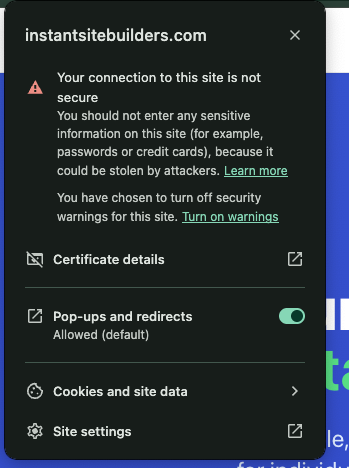 instantsitebuilders.com
Your connection to this site is not
secure
You should not enter any sensitive
information on this site (for example,
passwords or credit cards), because it
could be stolen by attackers. Learn more
You have chosen to turn off security
warnings for this site. Turn on warnings
Certificate details
Pop-ups and redirects
Allowed (default)
Cookies and site data
Site settings